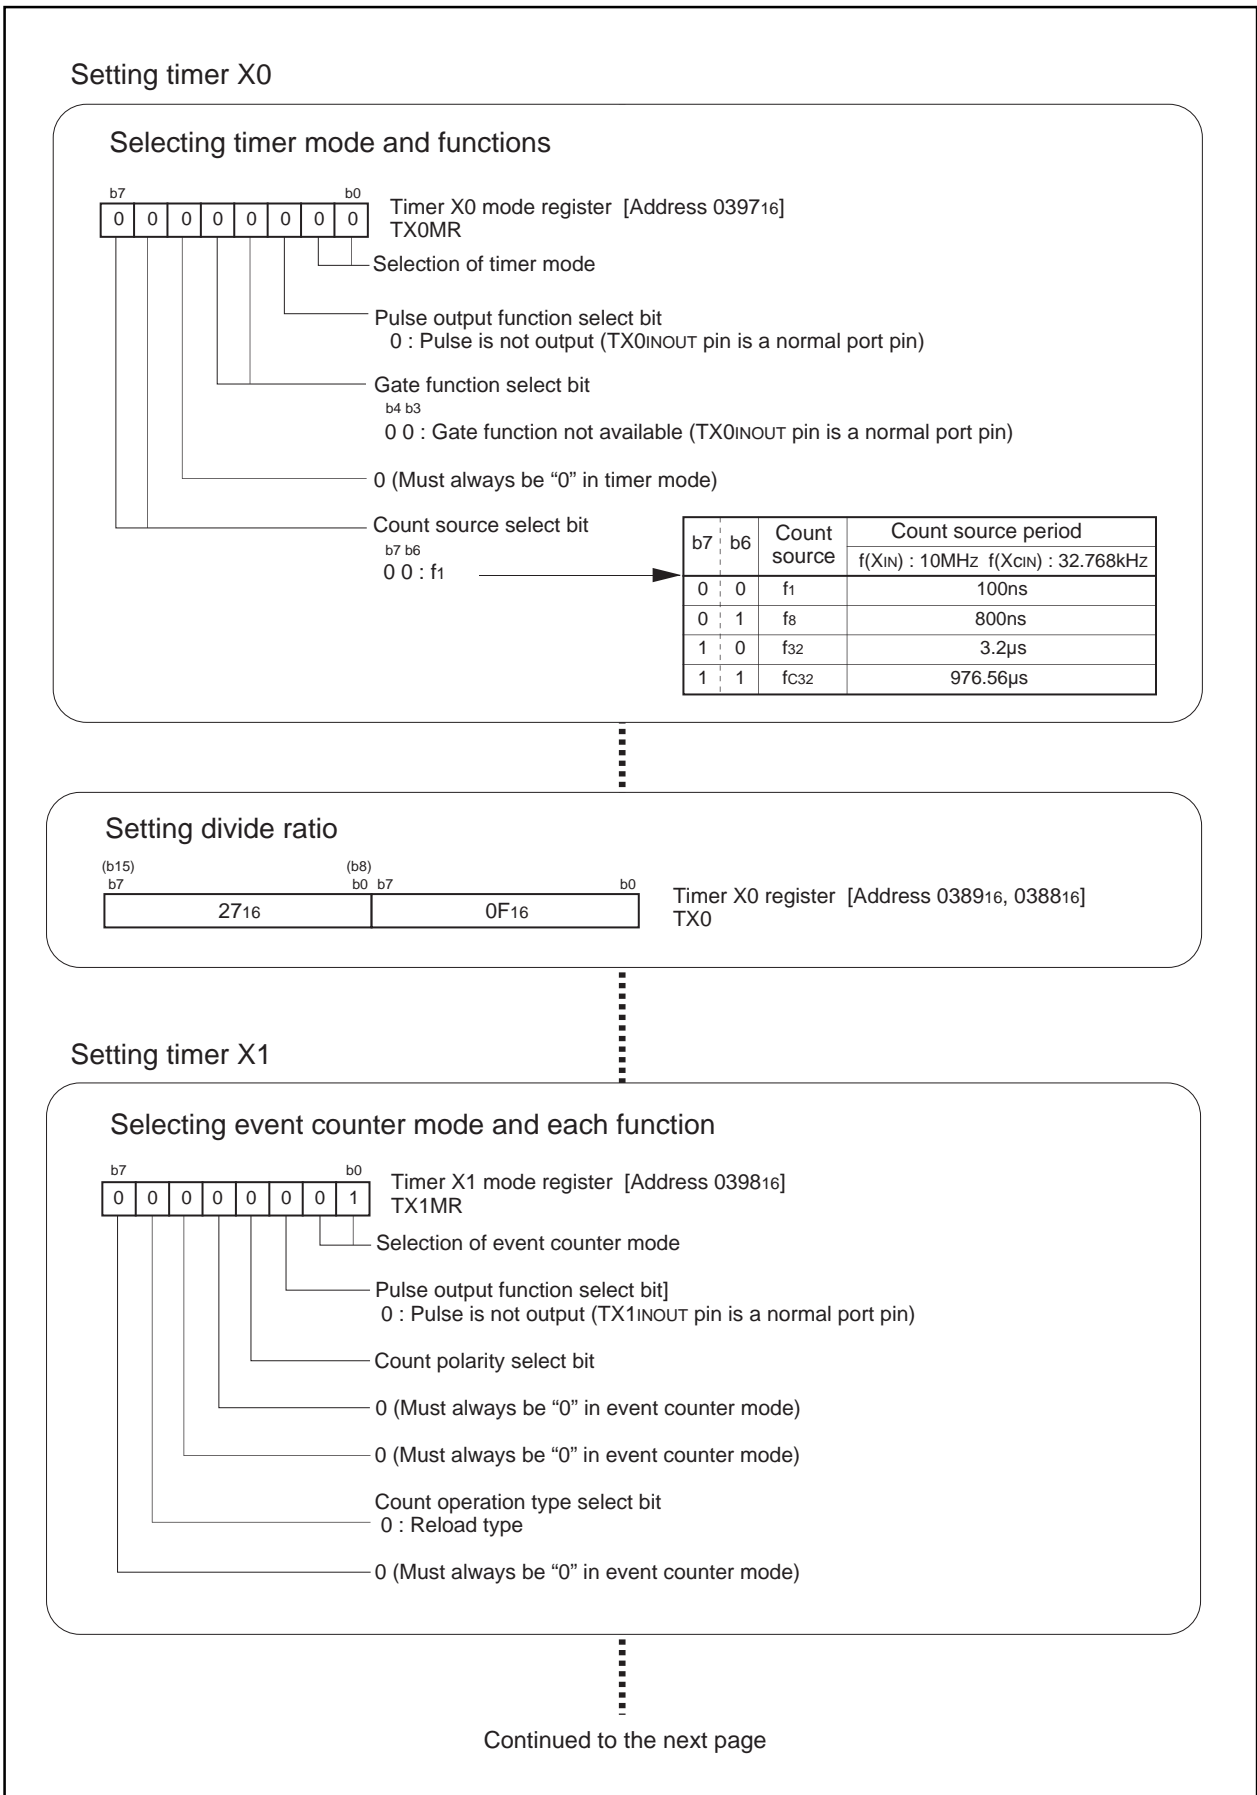 Setting timer X0
Selecting timer mode and functions
b7 b0
0 0 0 0 0 0 0 0
Timer X0 mode register [Address 039716]
TX0MR
Selection of timer mode
Pulse output function select bit
0 : Pulse is not output (TX0INOUT pin is a normal port pin)
Gate function select bit
b4 b3
0 0 : Gate function not available (TX0INOUT pin is a normal port pin)
0 (Must always be “0” in timer mode)
Count source select bit
b7 b6
0 0 : f1
b7 b6 Count source Count source period
f(XIN) : 10MHZ f(XCIN) : 32.768kHZ
0 0 f1 100ns
0 1 f8 800ns
1 0 f32 3.2µs
1 1 fC32 976.56µs
Setting divide ratio
(b15) (b8)
b7 b0 b7 b0
2716 0F16
Timer X0 register [Address 038916, 038816]
TX0
Setting timer X1
Selecting event counter mode and each function
b7 b0
0 0 0 0 0 0 0 1
Timer X1 mode register [Address 039816]
TX1MR
Selection of event counter mode
Pulse output function select bit]
0 : Pulse is not output (TX1INOUT pin is a normal port pin)
Count polarity select bit
0 (Must always be “0” in event counter mode)
0 (Must always be “0” in event counter mode)
Count operation type select bit
0 : Reload type
0 (Must always be “0” in event counter mode)
Continued to the next page